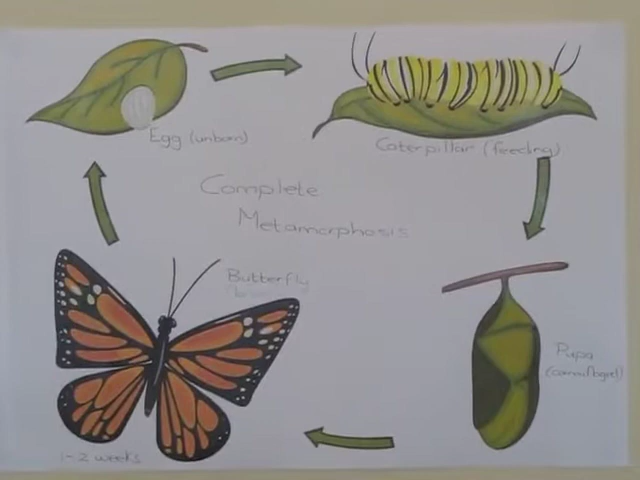 Egg (unborn)
Caterpillar (feeding)
Complete
Metamorphosis
Butterfly
Pupa
(camouflaged)
1-2 weeks